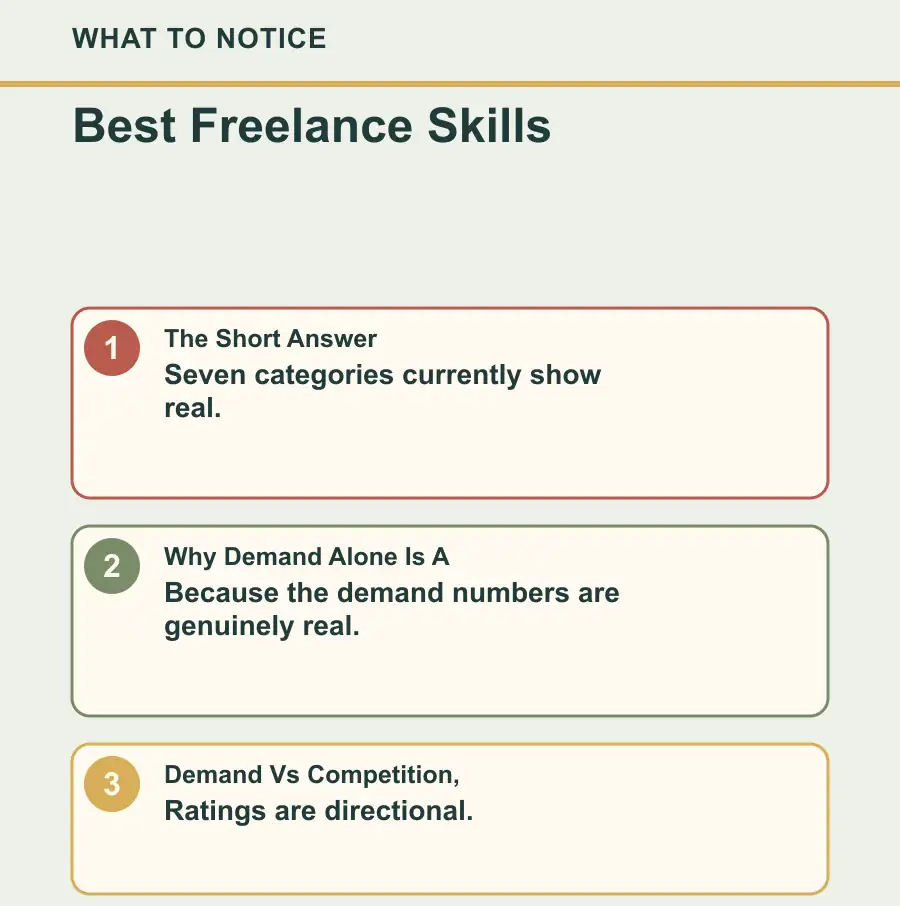 WHAT TO NOTICE
Best Freelance Skills
1
The Short Answer
Seven categories currently show
real.
2
Why Demand Alone Is A
Because the demand numbers are
genuinely real.
3
Demand Vs Competition,
Ratings are directional.